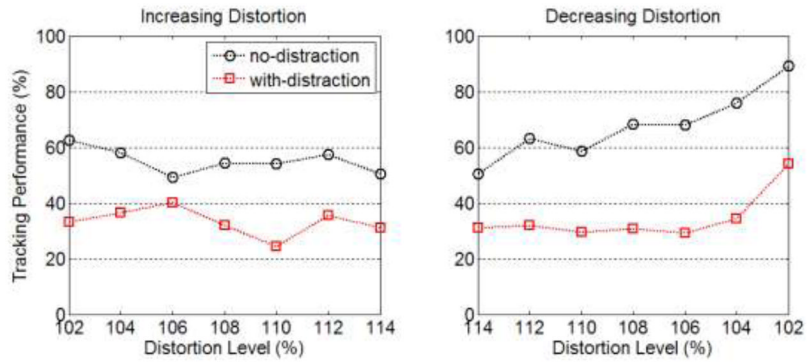 Increasing Distortion
Tracking Performance (%)
100
80
60
40
20
0
no-distraction
with-distraction
102 104 106 108 110 112 114
Distortion Level (%)
Decreasing Distortion
100
80
60
40
20
0
114 112 110 108 106 104 102
Distortion Level (%)